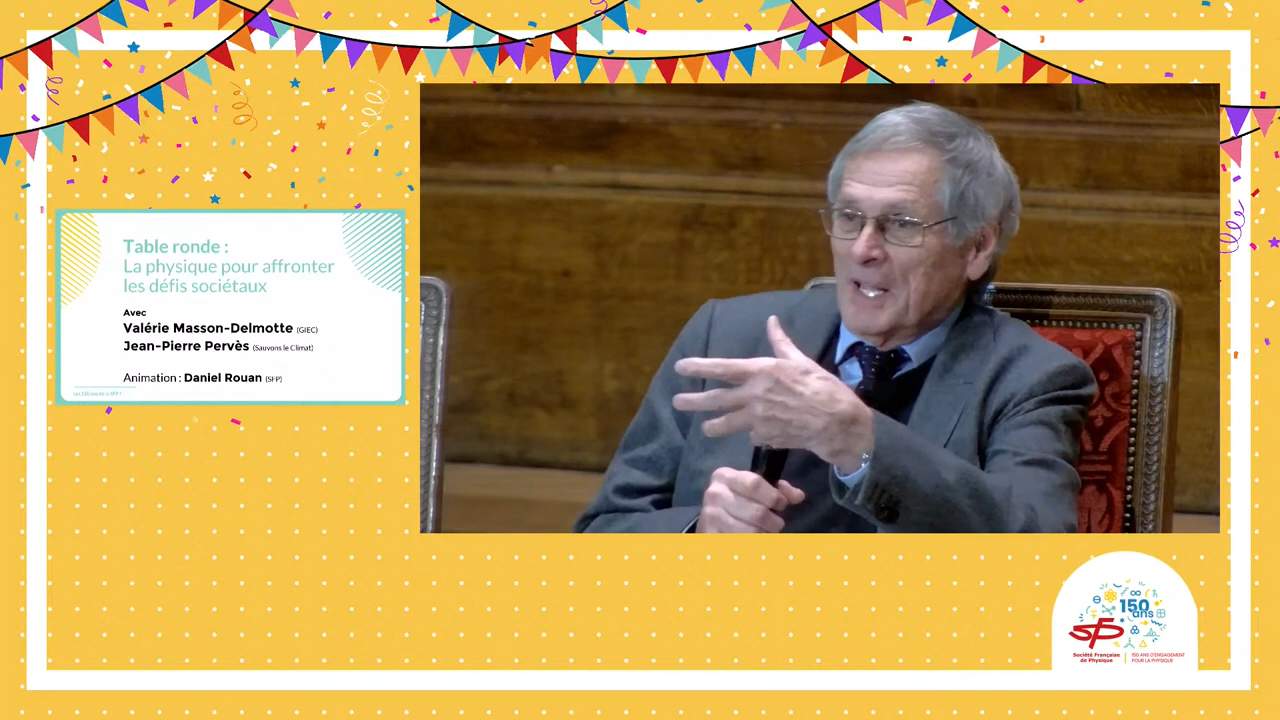 Table ronde :
La physique pour affronter
les défis sociétaux
Avec
Valérie Masson-Delmotte (GIEC)
Jean-Pierre Pervès (Sauvons le Climat)
Animation : Daniel Rouan (SFP)
150
ans
sfp
Société Française
de Physique
150 ANS D'ENGAGEMENT
POUR LA PHYSIQUE